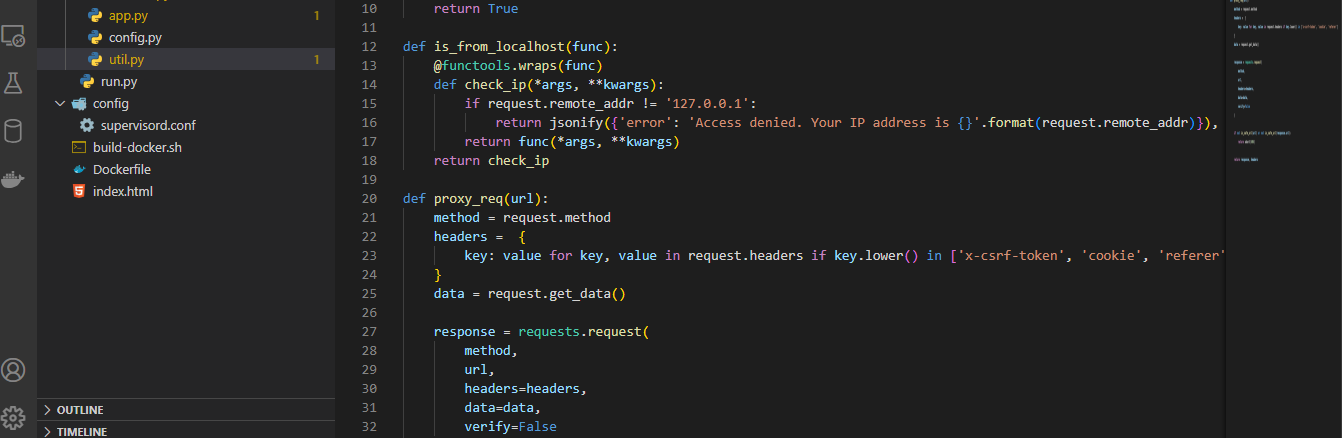 app.py 1
config.py
util.py 1
run.py
config
supervisord.conf
build-docker.sh
Dockerfile
index.html
OUTLINE
TIMELINE
10 return True
11
12 def is_from_localhost(func):
13 @functools.wraps(func)
14 def check_ip(*args, **kwargs):
15 if request.remote_addr != '127.0.0.1':
16 return jsonify({'error': 'Access denied. Your IP address is {}'.format(request.remote_addr)}),
17 return func(*args, **kwargs)
18 return check_ip
19
20 def proxy_req(url):
21 method = request.method
22 headers =  {
23 key: value for key, value in request.headers if key.lower() in ['x-csrf-token', 'cookie', 'referer'
24 }
25 data = request.get_data()
26
27 response = requests.request(
28 method,
29 url,
30 headers=headers,
31 data=data,
32 verify=False